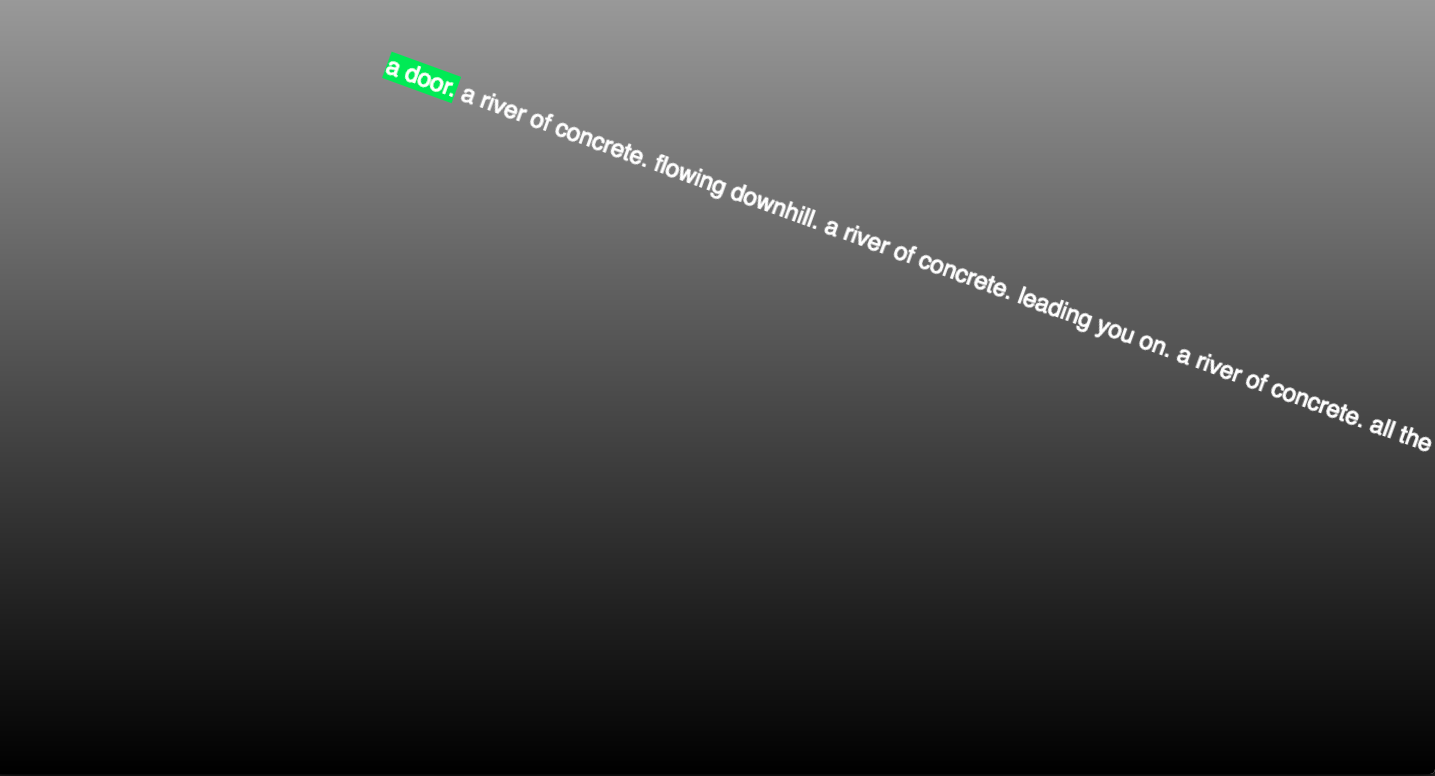 a door. a river of concrete. flowing downhill. a river of concrete. leading you on. a river of concrete. all the